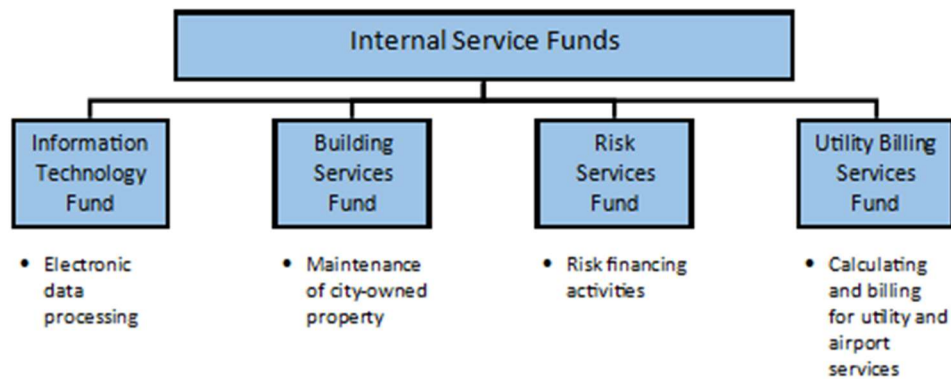 Internal Service Funds
Information
Technology
Fund
Building
Services
Fund
Risk
Services
Fund
Utility Billing
Services
Fund
• Electronic
data
processing
• Maintenance
of city-owned
property
• Risk financing
activities
• Calculating
and billing
for utility and
airport
services